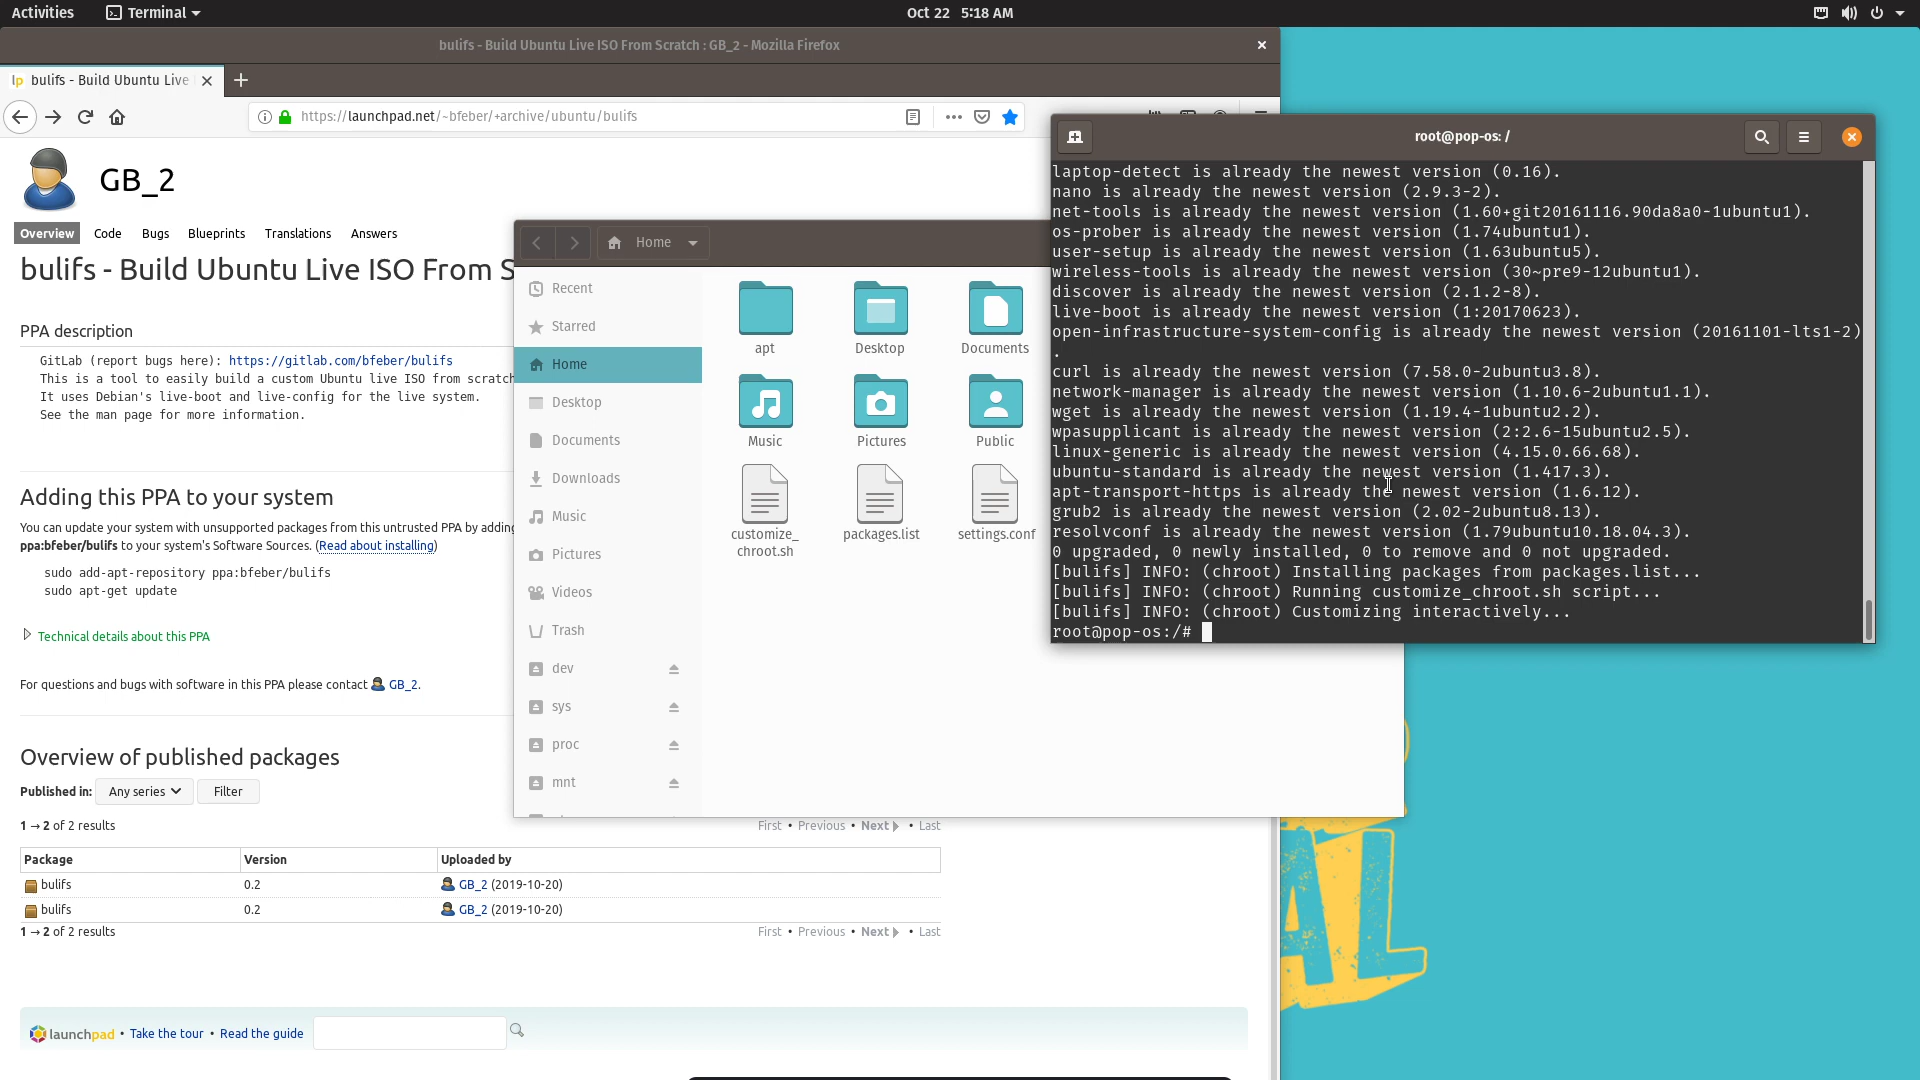 Activities
Terminal
Oct 22 5:18 AM
bulifs - Build Ubuntu Live ISO From Scratch : GB_2 - Mozilla Firefox
lp bulifs - Build Ubuntu Live
https://launchpad.net/~bfeber/+archive/ubuntu/bulifs
GB_2
Overview Code Bugs Blueprints Translations Answers
bulifs - Build Ubuntu Live ISO From S
PPA description
GitLab (report bugs here): https://gitlab.com/bfeber/bulifs
This is a tool to easily build a custom Ubuntu live ISO from scratch
It uses Debian's live-boot and live-config for the live system.
See the man page for more information.
Adding this PPA to your system
You can update your system with unsupported packages from this untrusted PPA by adding
ppa:bfeber/bulifs to your system's Software Sources. (Read about installing)
sudo add-apt-repository ppa:bfeber/bulifs
sudo apt-get update
Technical details about this PPA
For questions and bugs with software in this PPA please contact GB_2.
Overview of published packages
Published in: Any series Filter
1 → 2 of 2 results
First • Previous • Next • Last
Package Version Uploaded by
bulifs 0.2 GB_2 (2019-10-20)
bulifs 0.2 GB_2 (2019-10-20)
1 → 2 of 2 results
First • Previous • Next • Last
launchpad • Take the tour • Read the guide
Home
Recent
Starred
Home
Desktop
Documents
Downloads
Music
Pictures
Videos
Trash
dev
sys
proc
mnt
apt
Desktop
Documents
Music
Pictures
Public
customize_
chroot.sh
packages.list
settings.conf
root@pop-os: /
laptop-detect is already the newest version (0.16).
nano is already the newest version (2.9.3-2).
net-tools is already the newest version (1.60+git20161116.90da8a0-1ubuntu1).
os-prober is already the newest version (1.74ubuntu1).
user-setup is already the newest version (1.63ubuntu5).
wireless-tools is already the newest version (30~pre9-12ubuntu1).
discover is already the newest version (2.1.2-8).
live-boot is already the newest version (1:20170623).
open-infrastructure-system-config is already the newest version (20161101-lts1-2)
.
curl is already the newest version (7.58.0-2ubuntu3.8).
network-manager is already the newest version (1.10.6-2ubuntu1.1).
wget is already the newest version (1.19.4-1ubuntu2.2).
wpasupplicant is already the newest version (2:2.6-15ubuntu2.5).
linux-generic is already the newest version (4.15.0.66.68).
ubuntu-standard is already the newest version (1.417.3).
apt-transport-https is already the newest version (1.6.12).
grub2 is already the newest version (2.02-2ubuntu8.13).
resolvconf is already the newest version (1.79ubuntu10.18.04.3).
0 upgraded, 0 newly installed, 0 to remove and 0 not upgraded.
[bulifs] INFO: (chroot) Installing packages from packages.list...
[bulifs] INFO: (chroot) Running customize_chroot.sh script...
[bulifs] INFO: (chroot) Customizing interactively...
root@pop-os:/#